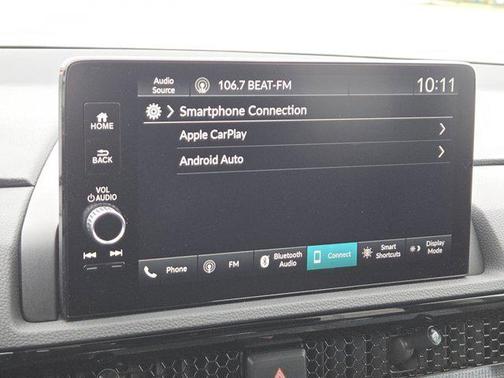 Audio
Source
106.7 BEAT-FM
10:11
Smartphone Connection
HOME
Apple CarPlay
BACK
Android Auto
VOL
AUDIO
Phone
FM
Bluetooth
Audio
Connect
Smart
Shortcuts
Display
Mode